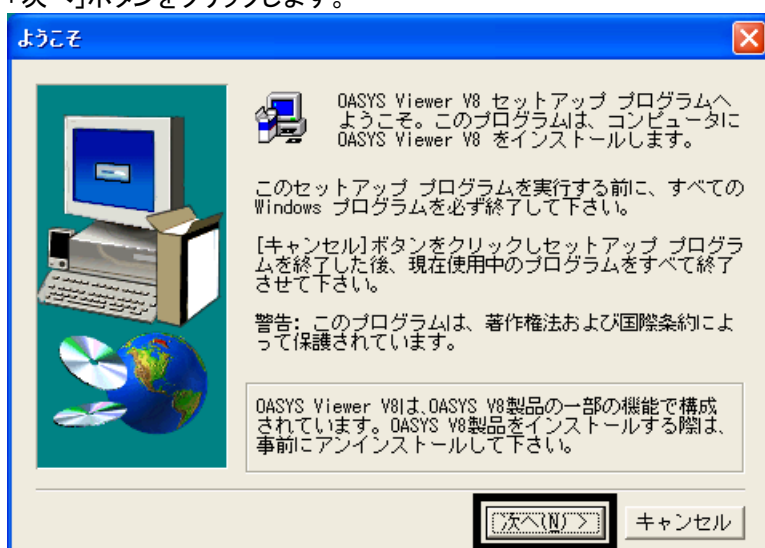 「次へ」ボタンをクリックします。
ようこそ
OASYS Viewer V8 セットアップ プログラムへ
ようこそ。このプログラムは、コンピュータに
OASYS Viewer V8 をインストールします。
このセットアップ プログラムを実行する前に、すべての
Windows プログラムを必ず終了して下さい。
[キャンセル]ボタンをクリックしセットアップ プログラ
ムを終了した後、現在使用中のプログラムをすべて終了
させて下さい。
警告: このプログラムは、著作権法および国際条約によ
って保護されています。
OASYS Viewer V8は、OASYS V8製品の一部の機能で構成
されています。OASYS V8製品をインストールする際は、
事前にアンインストールして下さい。
次へ(N) >
キャンセル